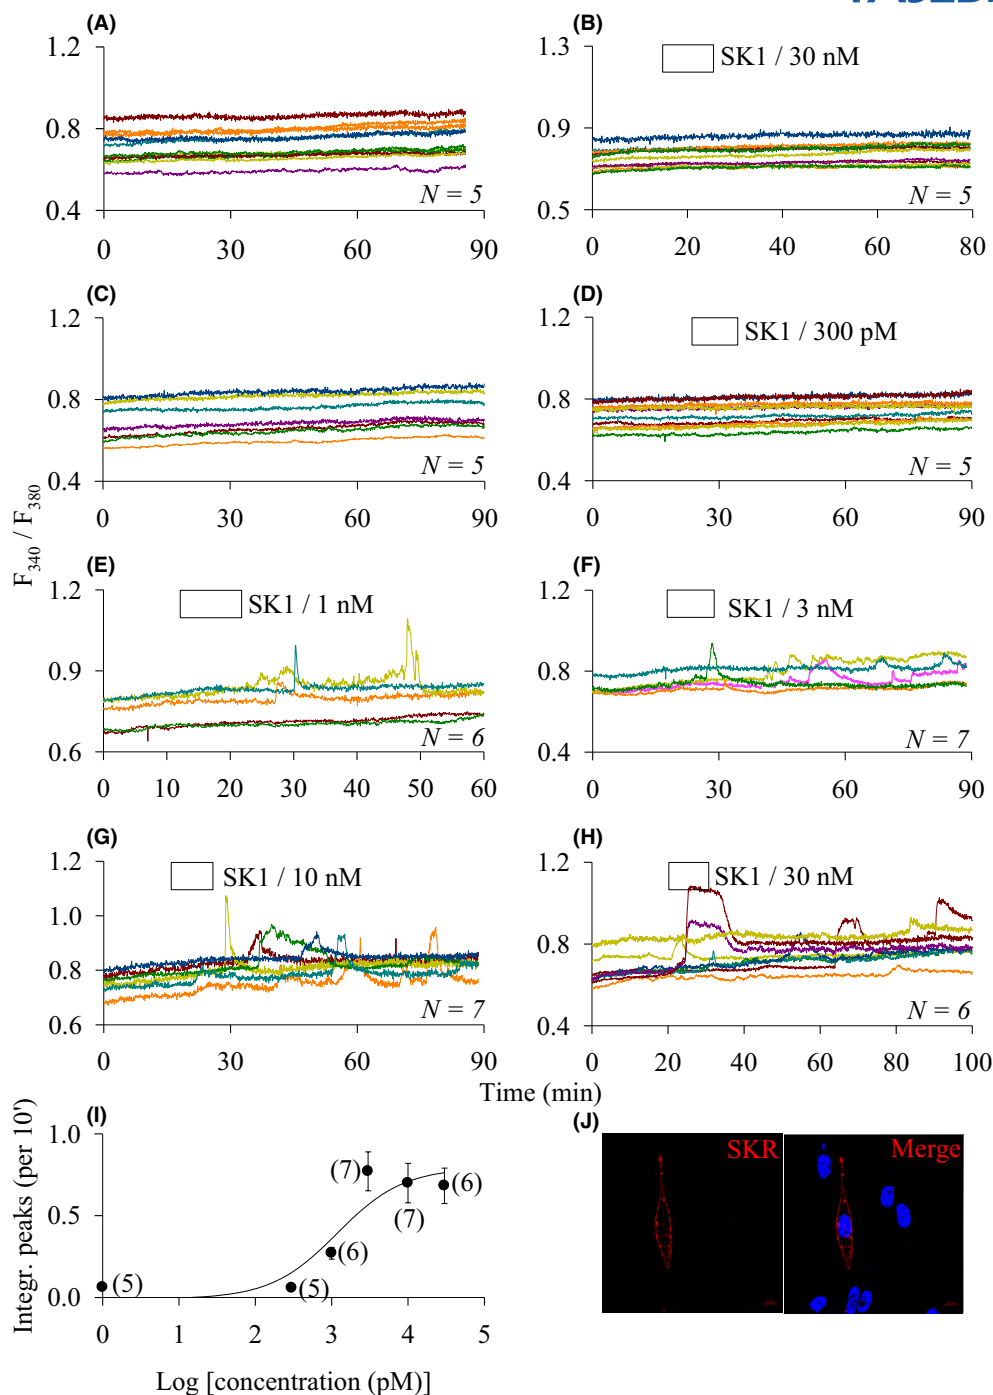 (A)
1.2
0.8
0.4
0 30 60 90
N = 5
(B)
SK1 / 30 nM
1.3
0.9
0.5
0 20 40 60 80
N = 5
(C)
1.2
0.8
0.4
0 30 60 90
N = 5
(D)
SK1 / 300 pM
1.2
0.8
0.4
0 30 60 90
N = 5
F340 / F380
(E)
SK1 / 1 nM
1.2
0.9
0.6
0 10 20 30 40 50 60
N = 6
(F)
SK1 / 3 nM
1.2
0.8
0.4
0 30 60 90
N = 7
(G)
SK1 / 10 nM
1.2
1.0
0.8
0.6
0 30 60 90
N = 7
(H)
SK1 / 30 nM
1.2
0.8
0.4
0 20 40 60 80 100
N = 6
Time (min)
(I)
Integr. peaks (per 10')
1.0
0.5
0.0
(5)
(5)
(6)
(7)
(7)
(6)
0 1 2 3 4 5
Log [concentration (pM)]
(J)
SKR
Merge